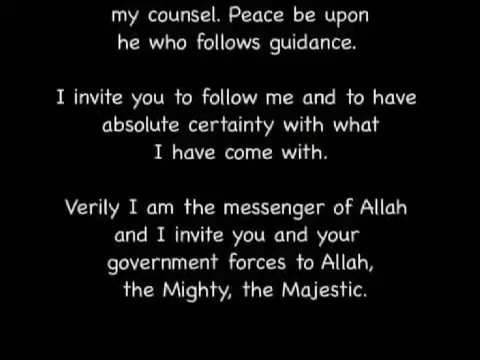 my counsel. Peace be upon
he who follows guidance.
I invite you to follow me and to have
absolute certainty with what
I have come with.
Verily I am the messenger of Allah
and I invite you and your
government forces to Allah,
the Mighty, the Majestic.